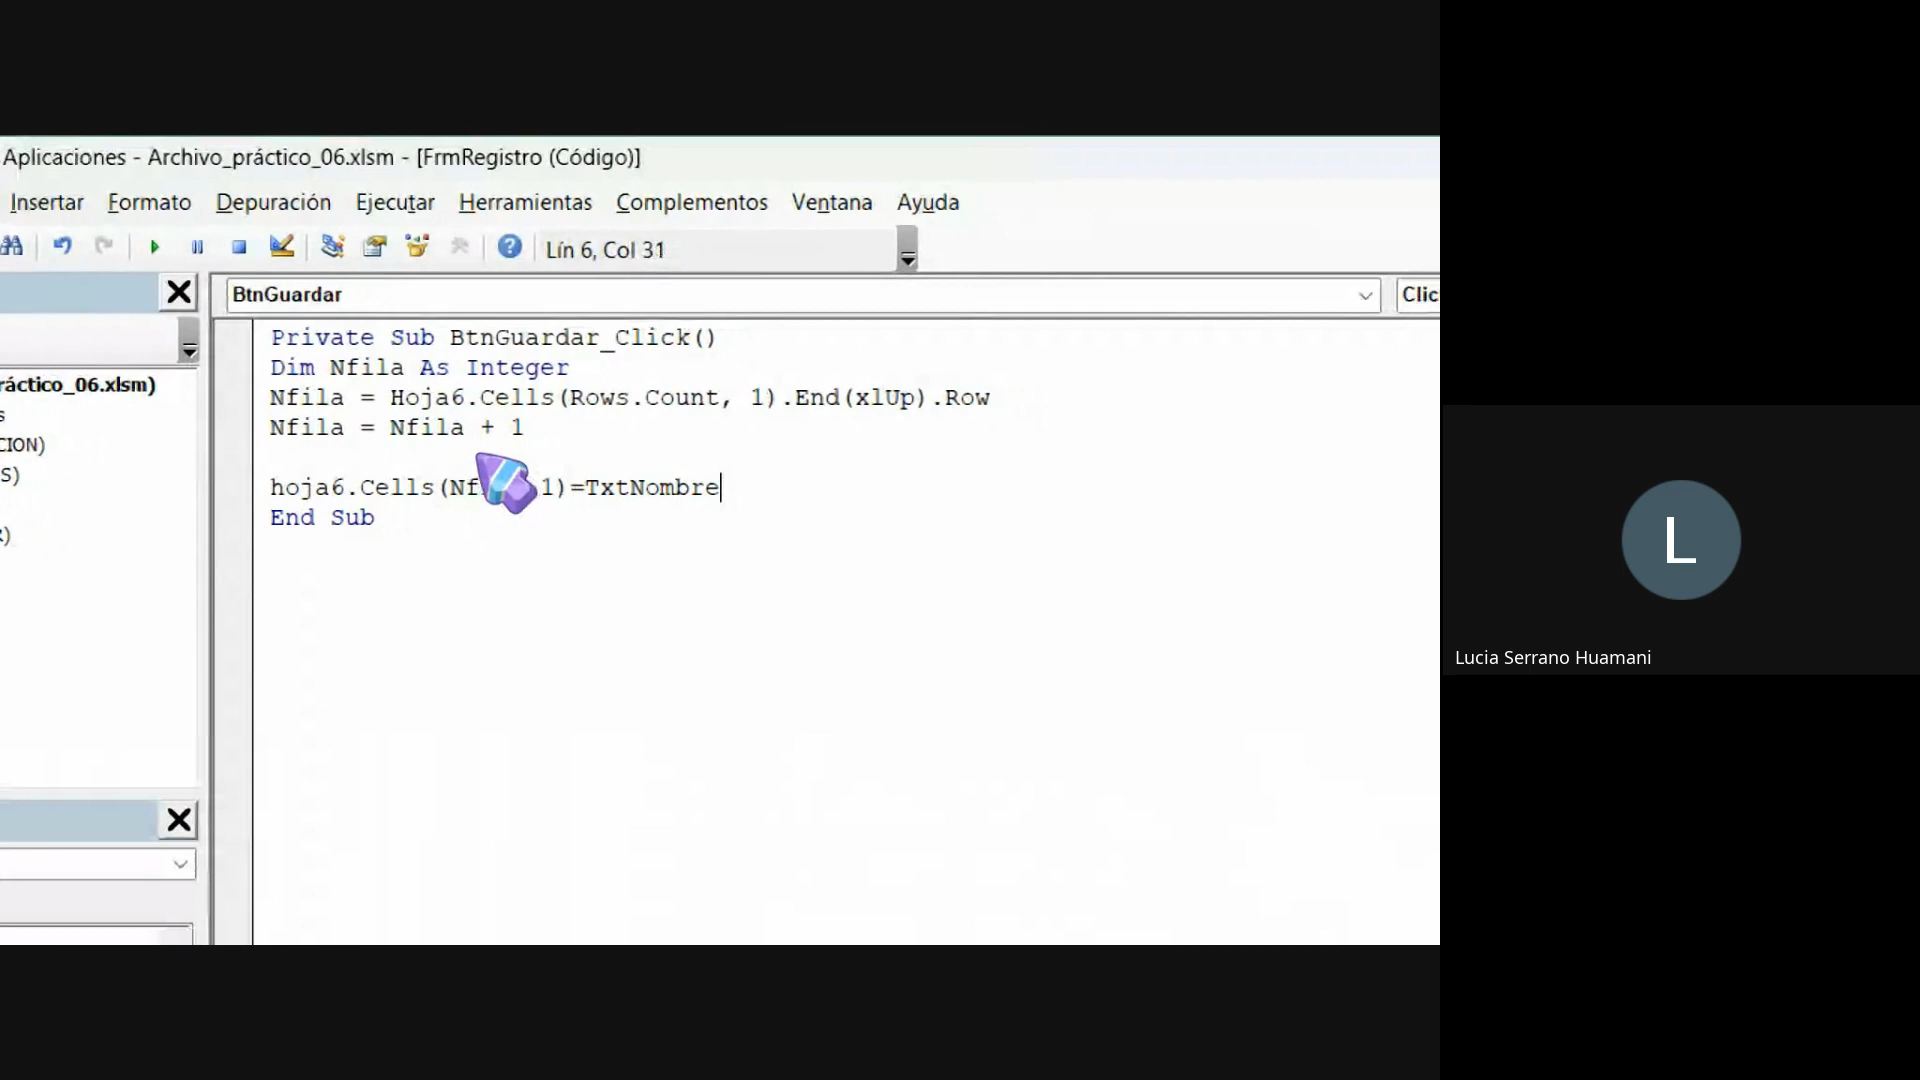 Aplicaciones - Archivo_práctico_06.xlsm - [FrmRegistro (Código)]
Insertar Formato Depuración Ejecutar Herramientas Complementos Ventana Ayuda
Lín 6, Col 31
BtnGuardar
Clic
Private Sub BtnGuardar_Click()
Dim Nfila As Integer
Nfila = Hoja6.Cells(Rows.Count, 1).End(xlUp).Row
Nfila = Nfila + 1
hoja6.Cells(Nf 1)=TxtNombre
End Sub
ráctico_06.xlsm)
s
CION)
S)
R)
L
Lucia Serrano Huamani